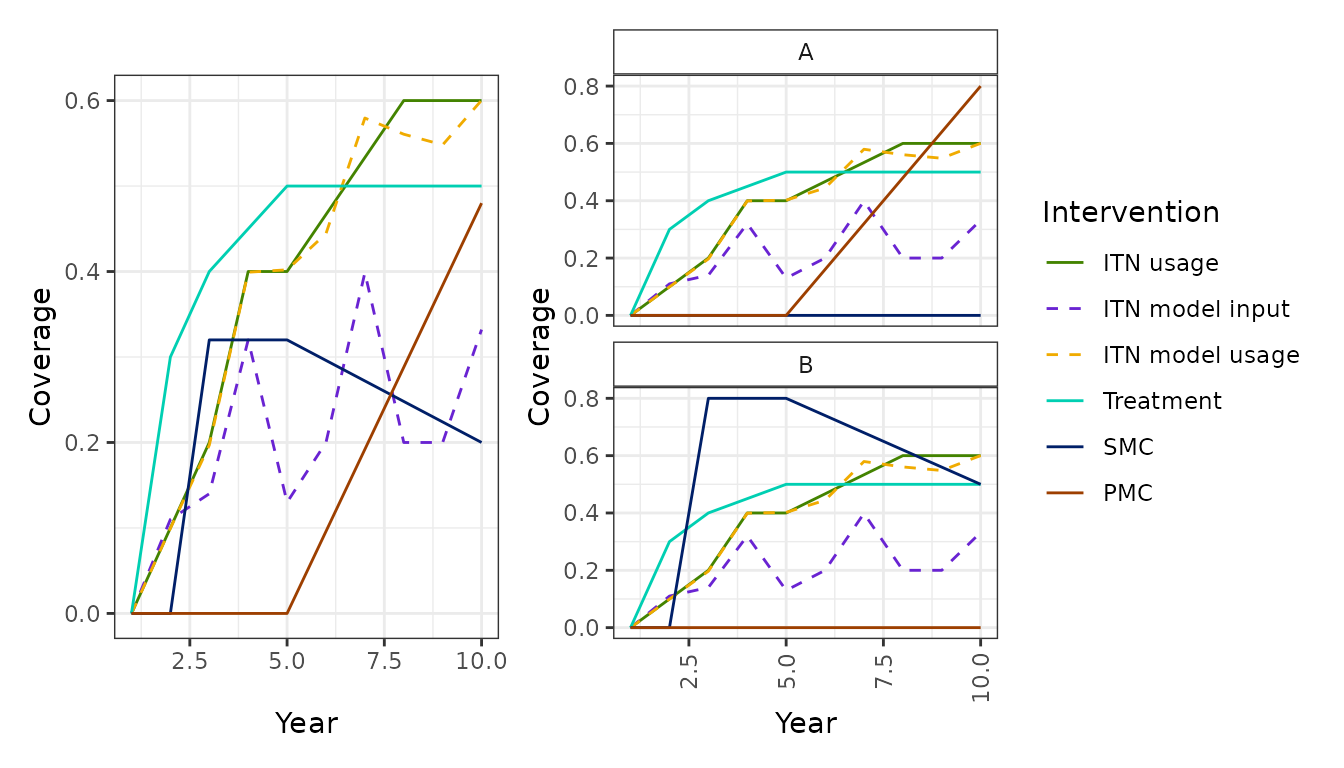 Coverage
0.6
0.4
0.2
0.0
2.5 5.0 7.5 10.0
Year
Coverage
A
0.8
0.6
0.4
0.2
0.0
B
0.8
0.6
0.4
0.2
0.0
2.5 5.0 7.5 10.0
Year
Intervention
ITN usage
ITN model input
ITN model usage
Treatment
SMC
PMC